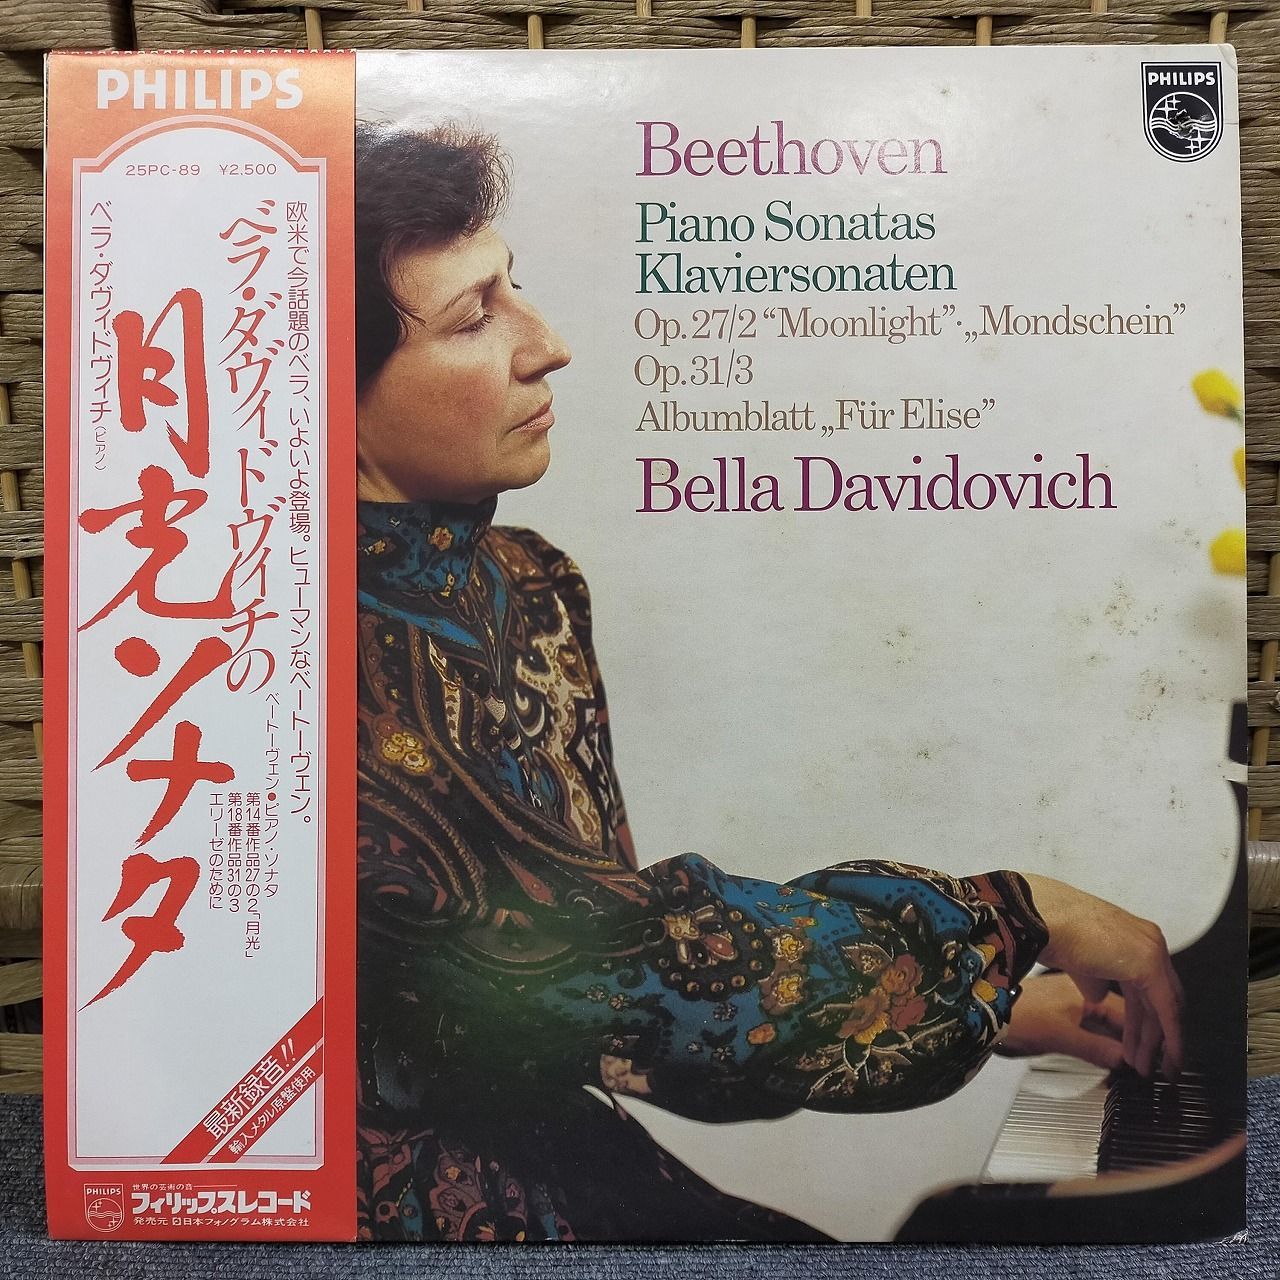 PHILIPS
25PC-89 ¥2,500
欧米で今話題のベラ、いよいよ登場。ヒューマンなベートーヴェン。
ベラ・ダヴィドヴィチの
月光ソナタ
ベラ・ダヴィドヴィチ(ピアノ)
ベートーヴェン●ピアノ・ソナタ
第14番作品27の2「月光」
第18番作品31の3
エリーゼのために
最新録音!!
輸入メタル原盤使用
PHILIPS
世界の芸術の音
フィリップスレコード
発売元 日本フォノグラム株式会社
PHILIPS
Beethoven
Piano Sonatas
Klaviersonaten
Op. 27/2 “Moonlight”·„Mondschein”
Op. 31/3
Albumblatt „Für Elise”
Bella Davidovich